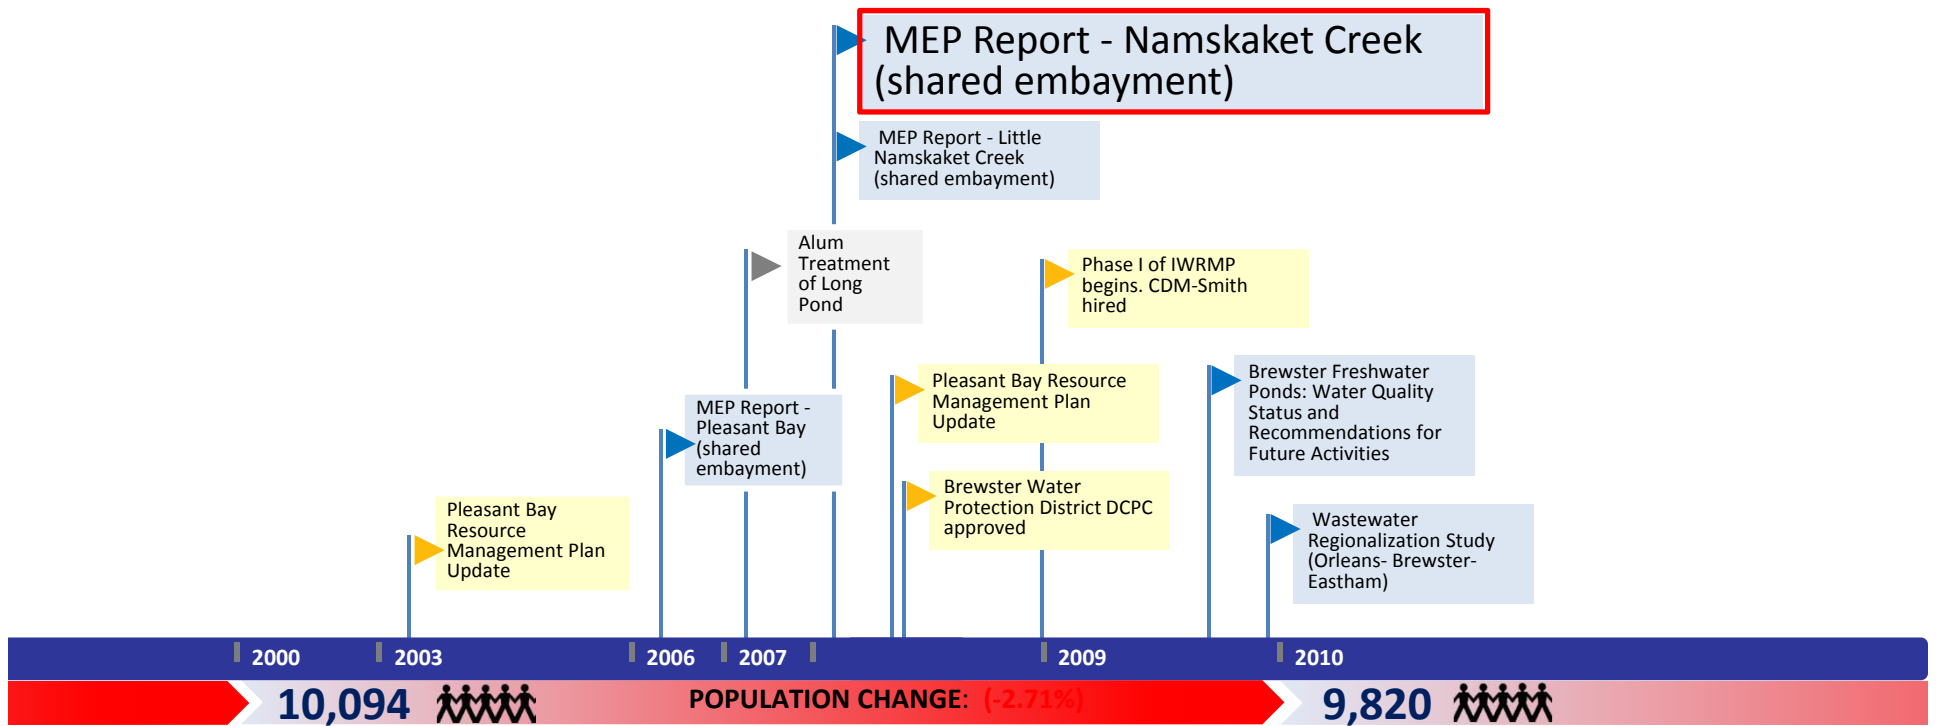 MEP Report - Namskaket Creek
(shared embayment)
MEP Report - Little
Namskaket Creek
(shared embayment)
Alum
Treatment
of Long
Pond
Phase I of IWRMP
begins. CDM-Smith
hired
Pleasant Bay Resource
Management Plan
Update
Brewster Freshwater
Ponds: Water Quality
Status and
Recommendations for
Future Activities
MEP Report -
Pleasant Bay
(shared
embayment)
Brewster Water
Protection District DCPC
approved
Pleasant Bay
Resource
Management Plan
Update
Wastewater
Regionalization Study
(Orleans- Brewster-
Eastham)
2000 2003 2006 2007 2009 2010
10,094 POPULATION CHANGE: (-2.71%) 9,820